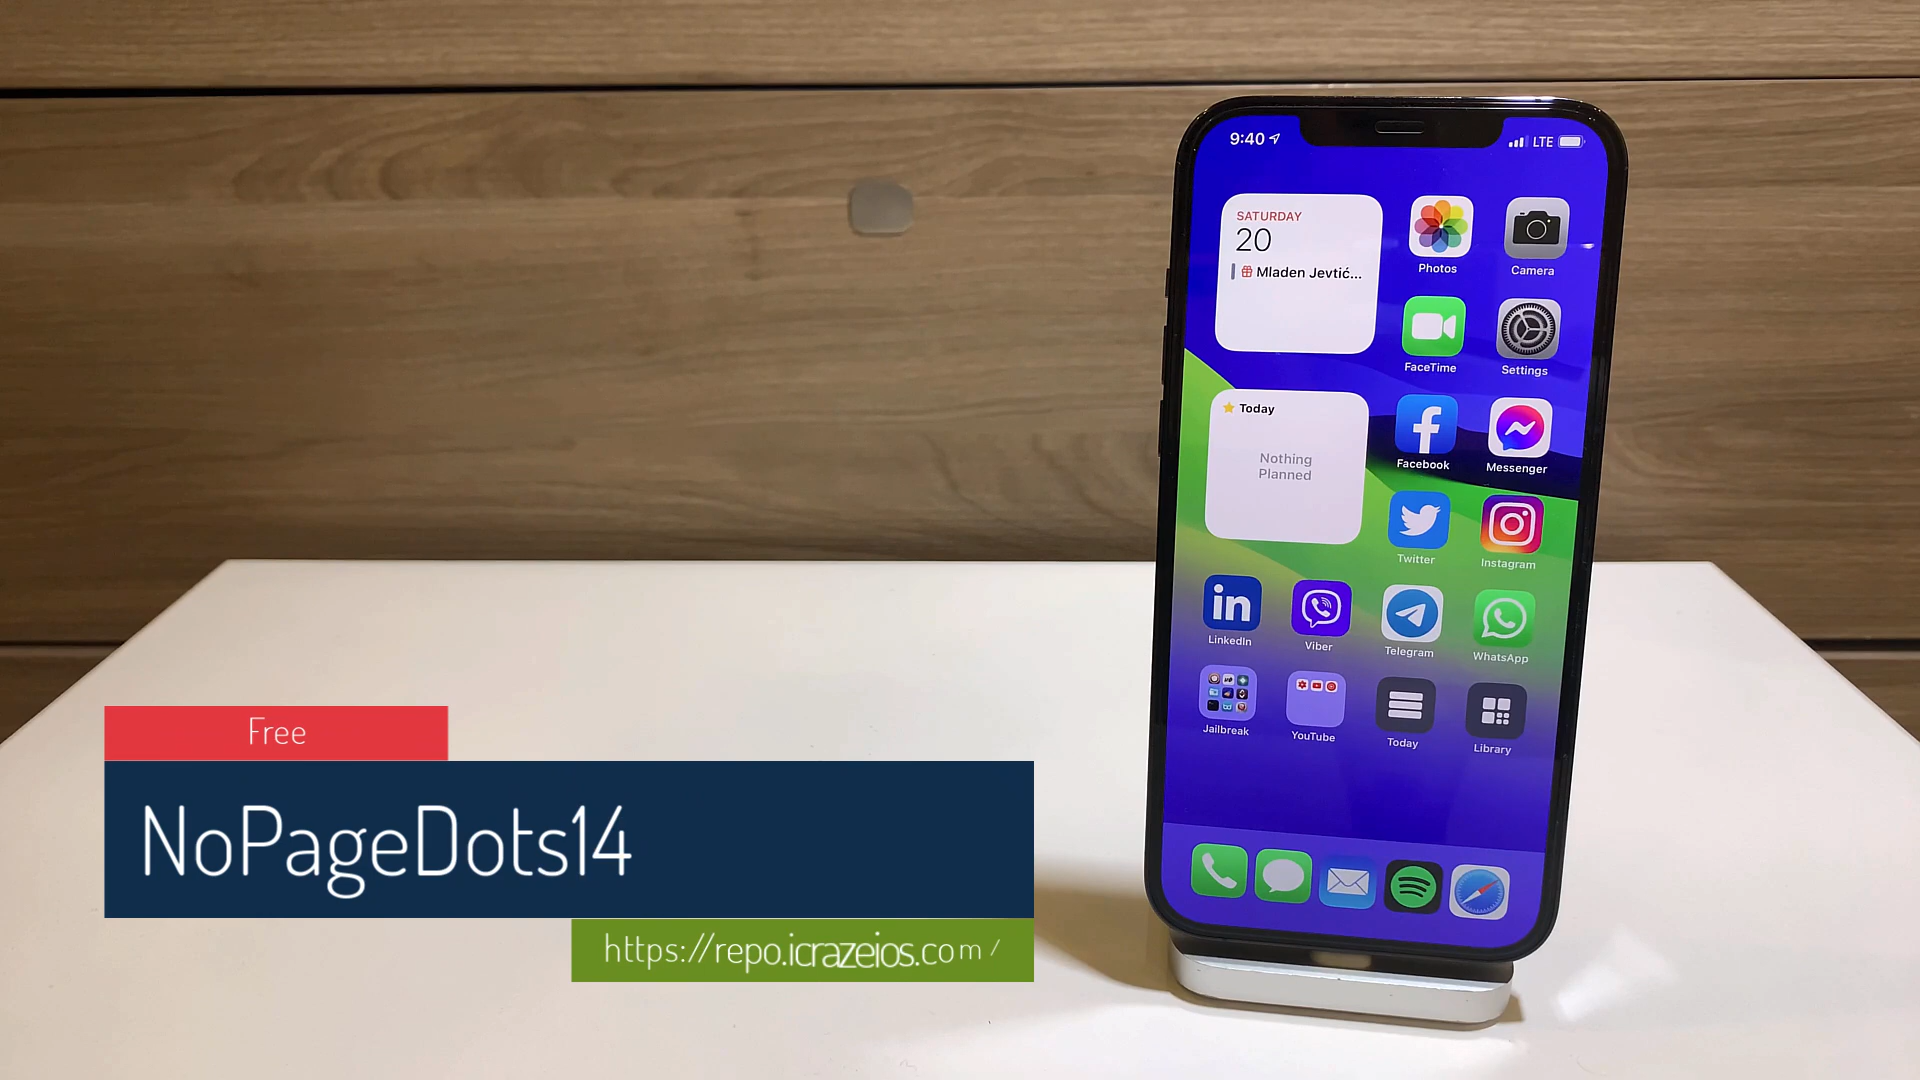 9:40
LTE
SATURDAY
20
Mladen Jevtić...
Photos
Camera
FaceTime
Settings
Today
Nothing
Planned
Facebook
Messenger
Twitter
Instagram
in
LinkedIn
Viber
Telegram
WhatsApp
Jailbreak
YouTube
Today
Library
Free
NoPageDots14
https://repo.icrazeios.com/